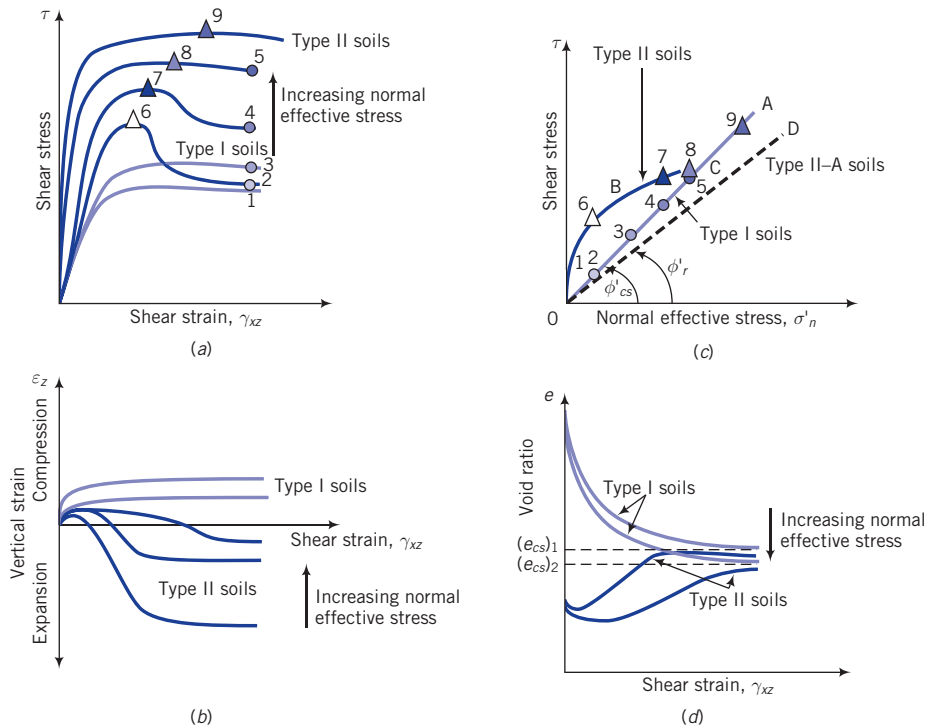 τ
9
Type II soils
8
5
7
Increasing normal
effective stress
6
4
Type I soils
3
2
1
Shear stress
Shear strain, γxz
(a)
τ
Type II soils
A
9
D
7
8
C
Type II–A soils
B
5
6
4
3
Type I soils
1 2
φ'r
φ'cs
Shear stress
0
Normal effective stress, σ'n
(c)
εz
Compression
Type I soils
Vertical strain
Shear strain, γxz
Type II soils
Expansion
Increasing normal
effective stress
(b)
e
Void ratio
Type I soils
Increasing normal
effective stress
(ecs)1
(ecs)2
Type II soils
Shear strain, γxz
(d)